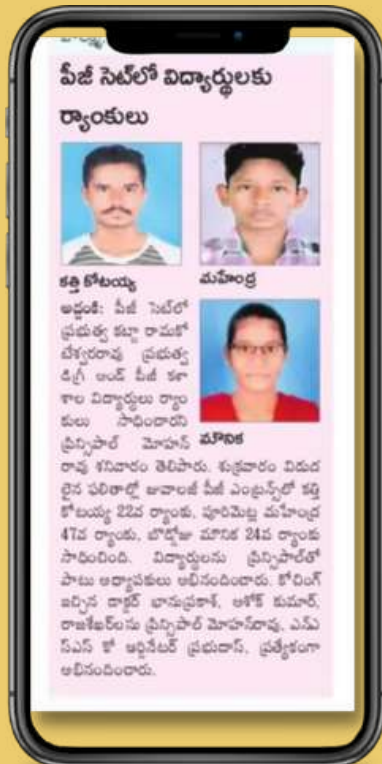 పీజీ సెట్‌లో విద్యార్థులకు
ర్యాంకులు
కత్తి కోటయ్య
మహేంద్ర
అద్దంకి: పీజీ సెట్‌లో
ప్రభుత్వ కట్టా రామకో
టేశ్వరరావు ప్రభుత్వ
డిగ్రీ అండ్ పీజీ కళా
శాల విద్యార్థులు ర్యాం
కులు సాధించారని
ప్రిన్సిపాల్ మోహన్
మౌనిక
రావు శనివారం తెలిపారు. శుక్రవారం విడుద
లైన ఫలితాల్లో జువాలజీ పీజీ ఎంట్రన్స్‌లో కత్తి
కోటయ్య 22వ ర్యాంకు, పూరిమెట్ల మహేంద్ర
47వ ర్యాంకు, బొడ్డోజు మౌనిక 24వ ర్యాంకు
సాధించింది. విద్యార్థులను ప్రిన్సిపాల్‌తో
పాటు అధ్యాపకులు అభినందించారు. కోచింగ్
ఇచ్చిన డాక్టర్ భానుప్రకాశ్, అశోక్ కుమార్,
రాజశేఖర్‌లను ప్రిన్సిపాల్ మోహన్‌రావు, ఎన్ఎ
స్ఎస్ కో ఆర్డినేటర్ ప్రభుదాస్, ప్రత్యేకంగా
అభినందించారు.